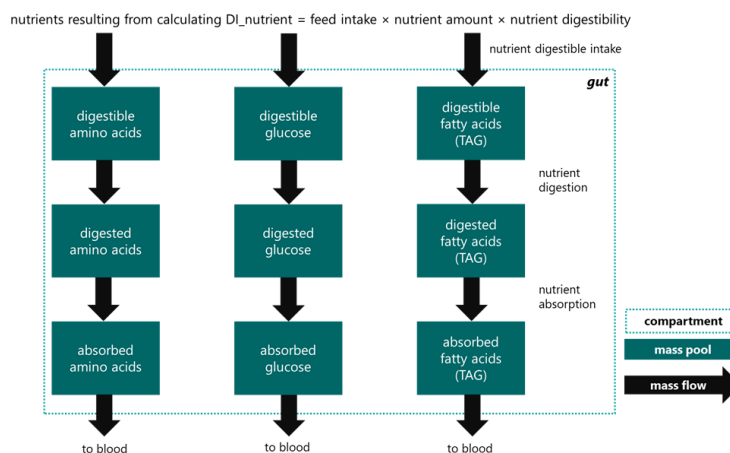 nutrients resulting from calculating DI_nutrient = feed intake × nutrient amount × nutrient digestibility
nutrient digestible intake
gut
digestible
amino acids
digestible
glucose
digestible
fatty acids
(TAG)
nutrient
digestion
digested
amino acids
digested
glucose
digested
fatty acids
(TAG)
nutrient
absorption
absorbed
amino acids
absorbed
glucose
absorbed
fatty acids
(TAG)
compartment
mass pool
mass flow
to blood
to blood
to blood